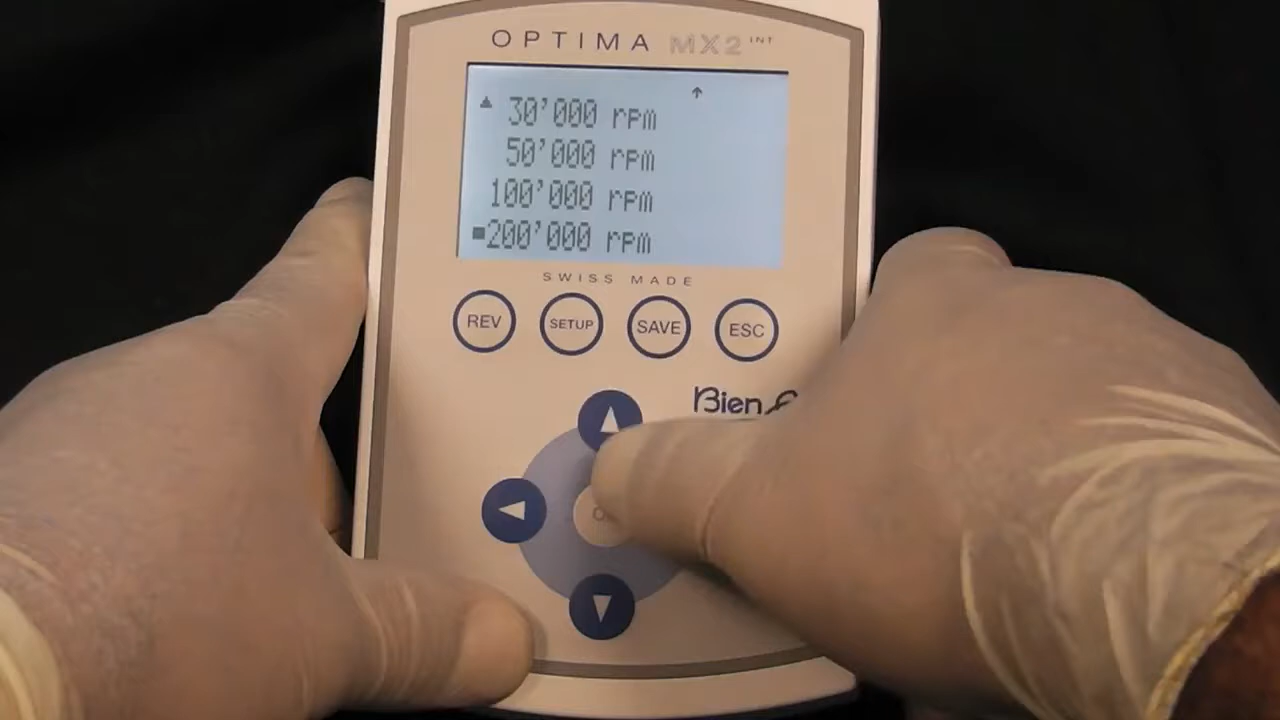 OPTIMA MX2 INT
30'000 rpm
50'000 rpm
100'000 rpm
200'000 rpm
SWISS MADE
REV SETUP SAVE ESC
Bien